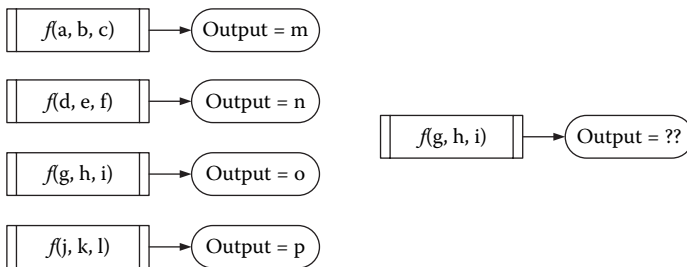 f(a, b, c) Output = m
f(d, e, f) Output = n
f(g, h, i) Output = ??
f(g, h, i) Output = o
f(j, k, l) Output = p